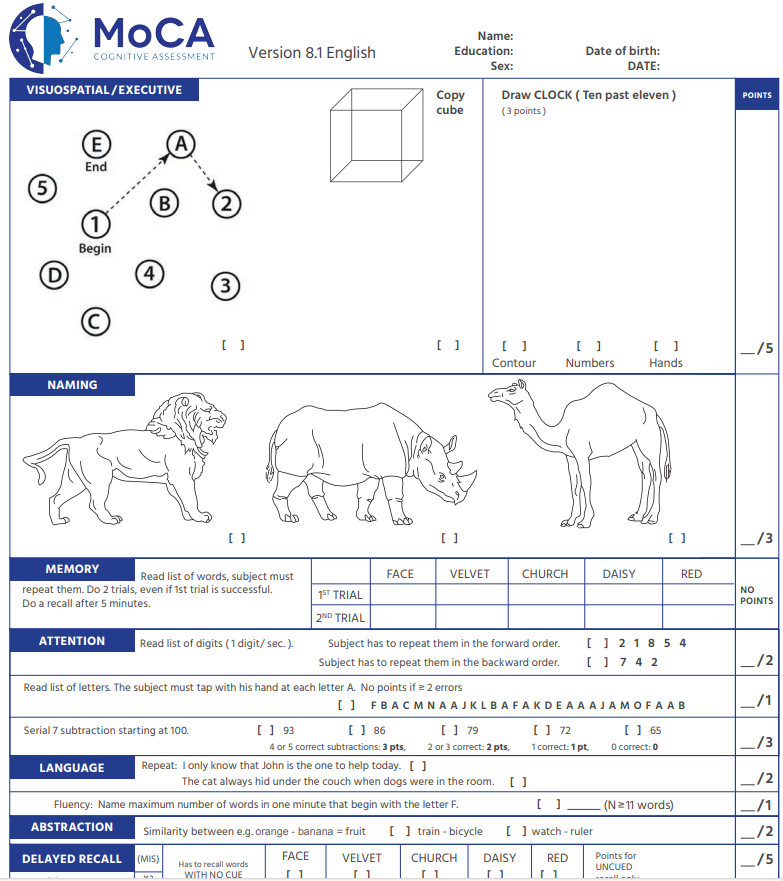 MoCA
COGNITIVE ASSESSMENT
Version 8.1 English
Name:
Education:
Sex:
Date of birth:
DATE:
VISUOSPATIAL / EXECUTIVE
Copy cube
Draw CLOCK ( Ten past eleven )
( 3 points )
POINTS
E
End
A
5
B
2
1
Begin
D
4
3
C
[ ]
[ ]
[ ] [ ] [ ]
Contour Numbers Hands
__/5
NAMING
[ ] [ ] [ ]
__/3
MEMORY
Read list of words, subject must
repeat them. Do 2 trials, even if 1st trial is successful.
Do a recall after 5 minutes.
FACE VELVET CHURCH DAISY RED
1ST TRIAL
2ND TRIAL
NO
POINTS
ATTENTION
Read list of digits ( 1 digit/ sec. ).
Subject has to repeat them in the forward order. [ ] 2 1 8 5 4
Subject has to repeat them in the backward order. [ ] 7 4 2
__/2
Read list of letters. The subject must tap with his hand at each letter A. No points if ≥ 2 errors
[ ] F B A C M N A A J K L B A F A K D E A A A J A M O F A A B
__/1
Serial 7 subtraction starting at 100. [ ] 93 [ ] 86 [ ] 79 [ ] 72 [ ] 65
4 or 5 correct subtractions: 3 pts, 2 or 3 correct: 2 pts, 1 correct: 1 pt, 0 correct: 0
__/3
LANGUAGE
Repeat: I only know that John is the one to help today. [ ]
The cat always hid under the couch when dogs were in the room. [ ]
__/2
Fluency: Name maximum number of words in one minute that begin with the letter F. [ ] _____ (N ≥ 11 words)
__/1
ABSTRACTION
Similarity between e.g. orange - banana = fruit [ ] train - bicycle [ ] watch - ruler
__/2
DELAYED RECALL
(MIS)
Has to recall words
WITH NO CUE
FACE VELVET CHURCH DAISY RED
[ ] [ ] [ ] [ ] [ ]
Points for
UNCUED
__/5